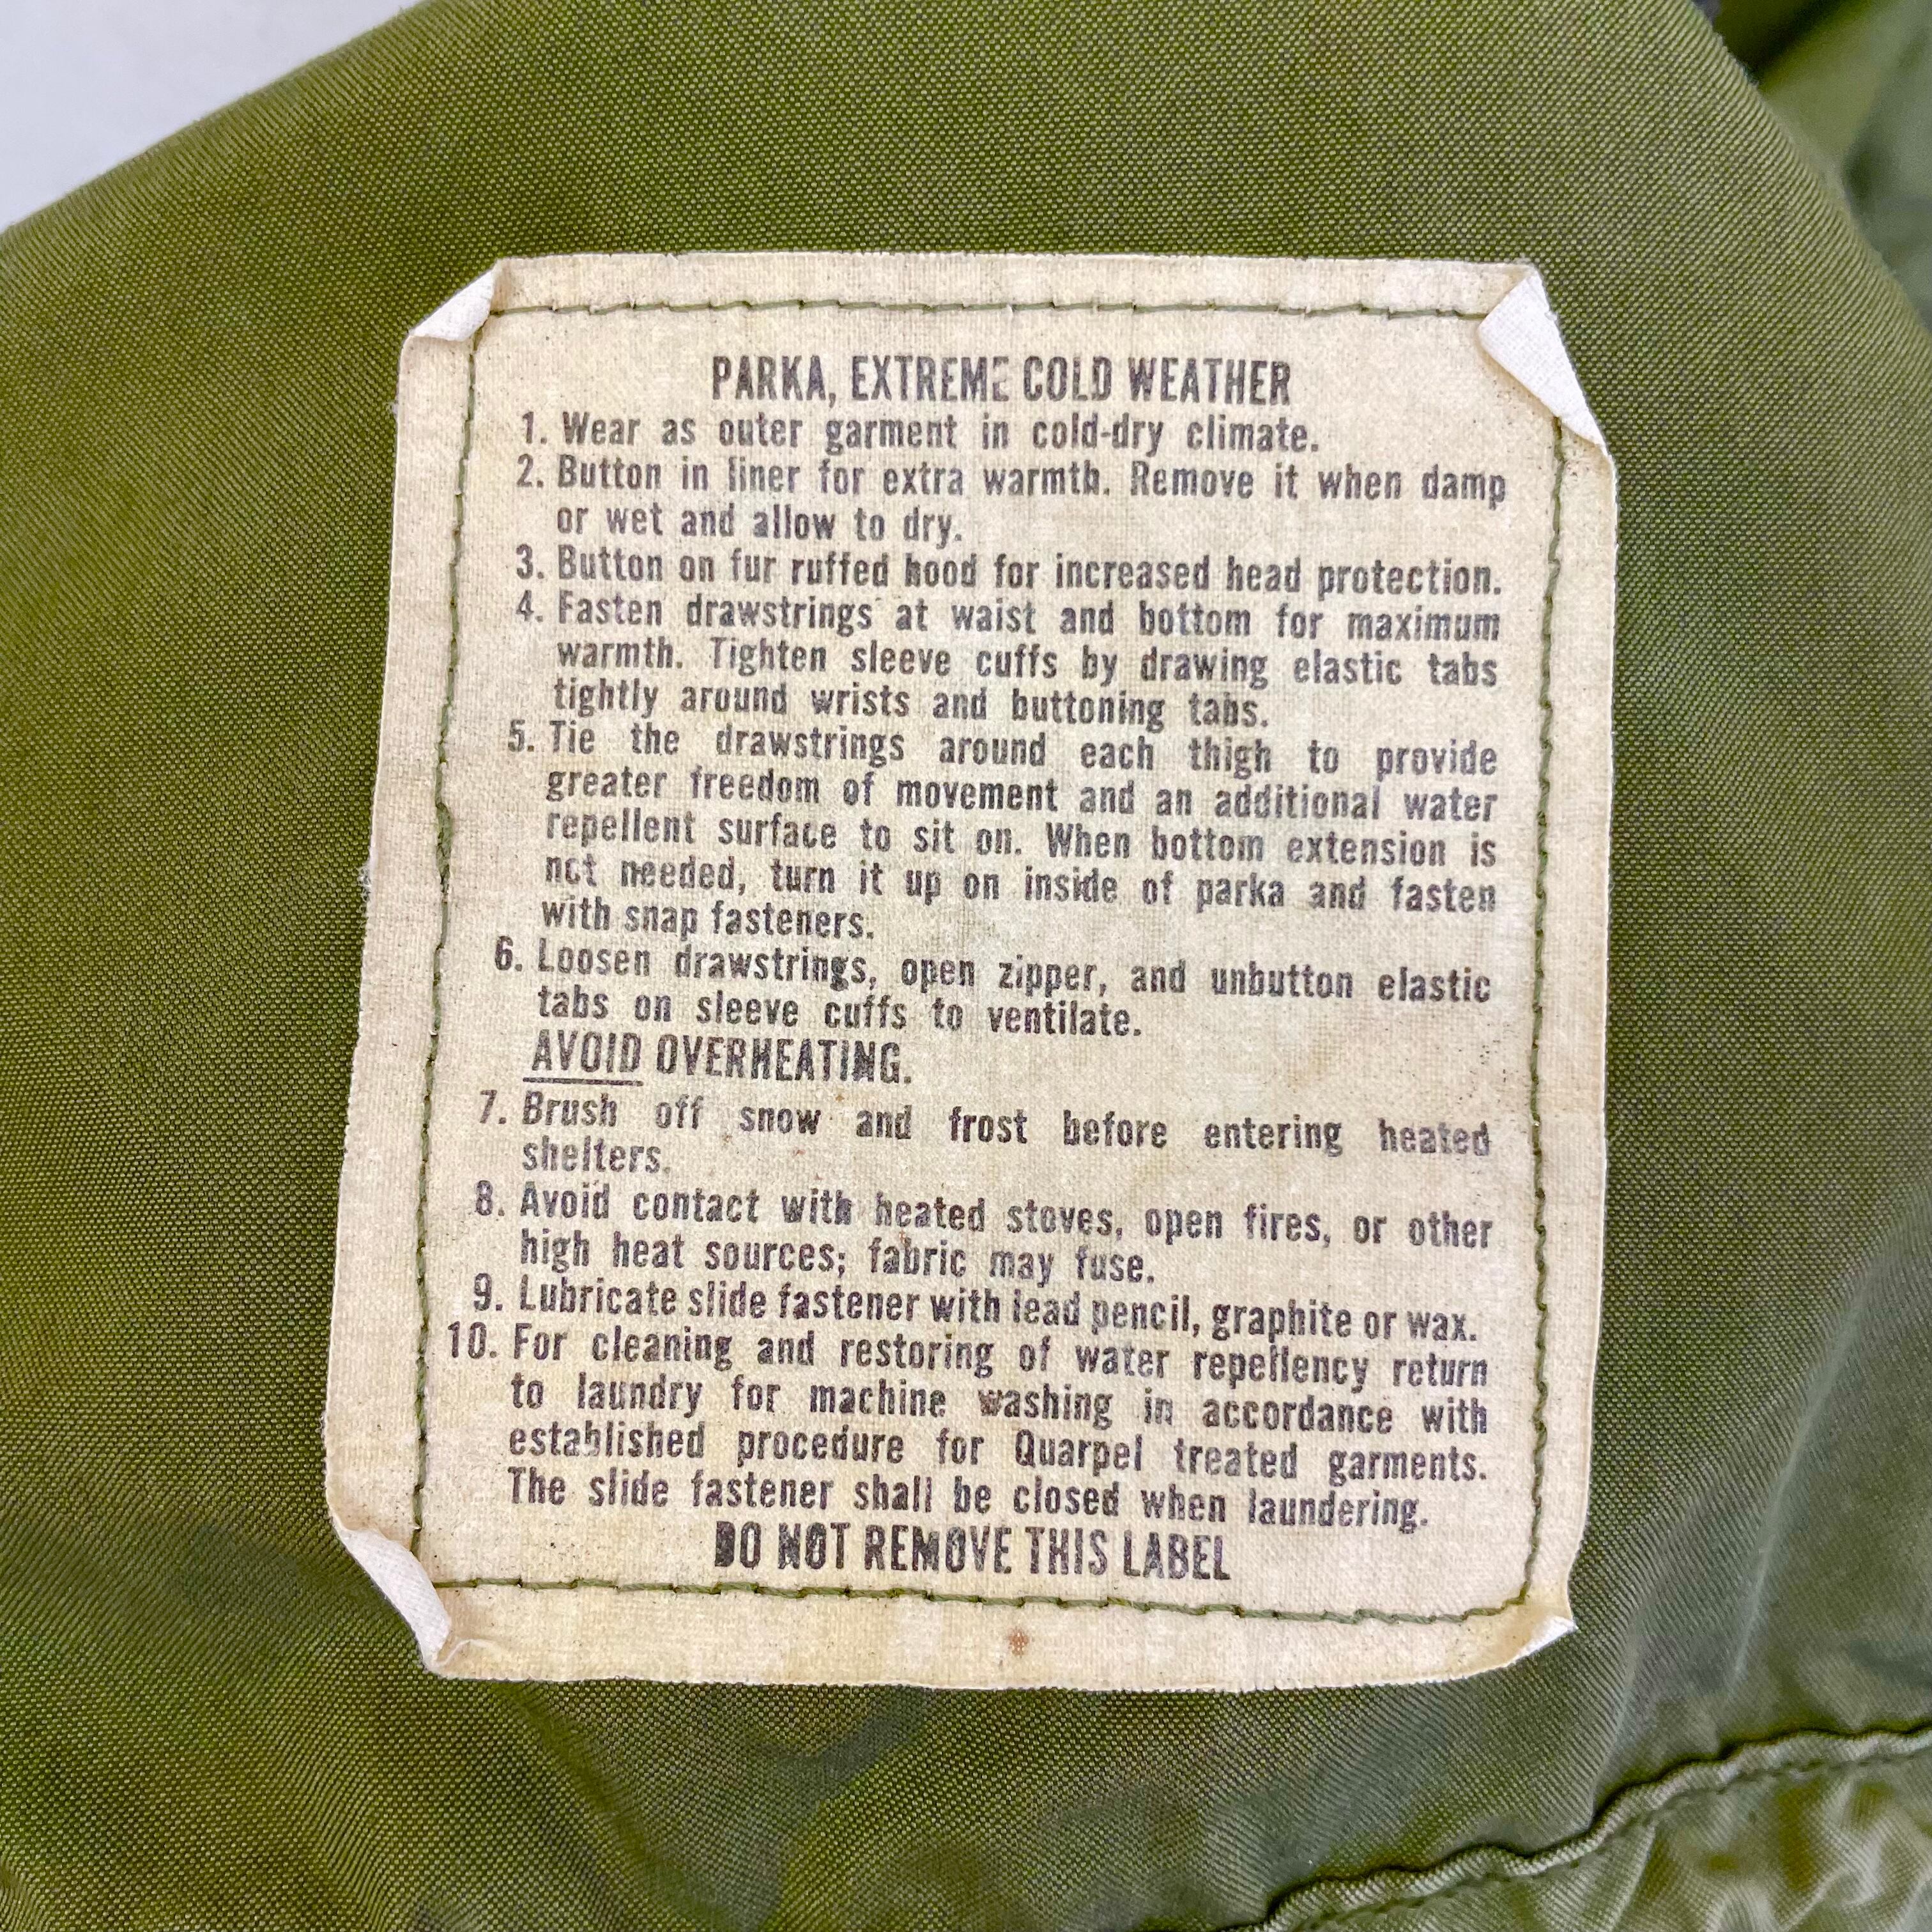 PARKA, EXTREME COLD WEATHER
1. Wear as outer garment in cold-dry climate.
2. Button in liner for extra warmth. Remove it when damp
or wet and allow to dry.
3. Button on fur ruffed hood for increased head protection.
4. Fasten drawstrings at waist and bottom for maximum
warmth. Tighten sleeve cuffs by drawing elastic tabs
tightly around wrists and buttoning tabs.
5. Tie the drawstrings around each thigh to provide
greater freedom of movement and an additional water
repellent surface to sit on. When bottom extension is
not needed, turn it up on inside of parka and fasten
with snap fasteners.
6. Loosen drawstrings, open zipper, and unbutton elastic
tabs on sleeve cuffs to ventilate.
AVOID OVERHEATING.
7. Brush off snow and frost before entering heated
shelters.
8. Avoid contact with heated stoves, open fires, or other
high heat sources; fabric may fuse.
9. Lubricate slide fastener with lead pencil, graphite or wax.
10. For cleaning and restoring of water repellency return
to laundry for machine washing in accordance with
established procedure for Quarpel treated garments.
The slide fastener shall be closed when laundering.
DO NOT REMOVE THIS LABEL